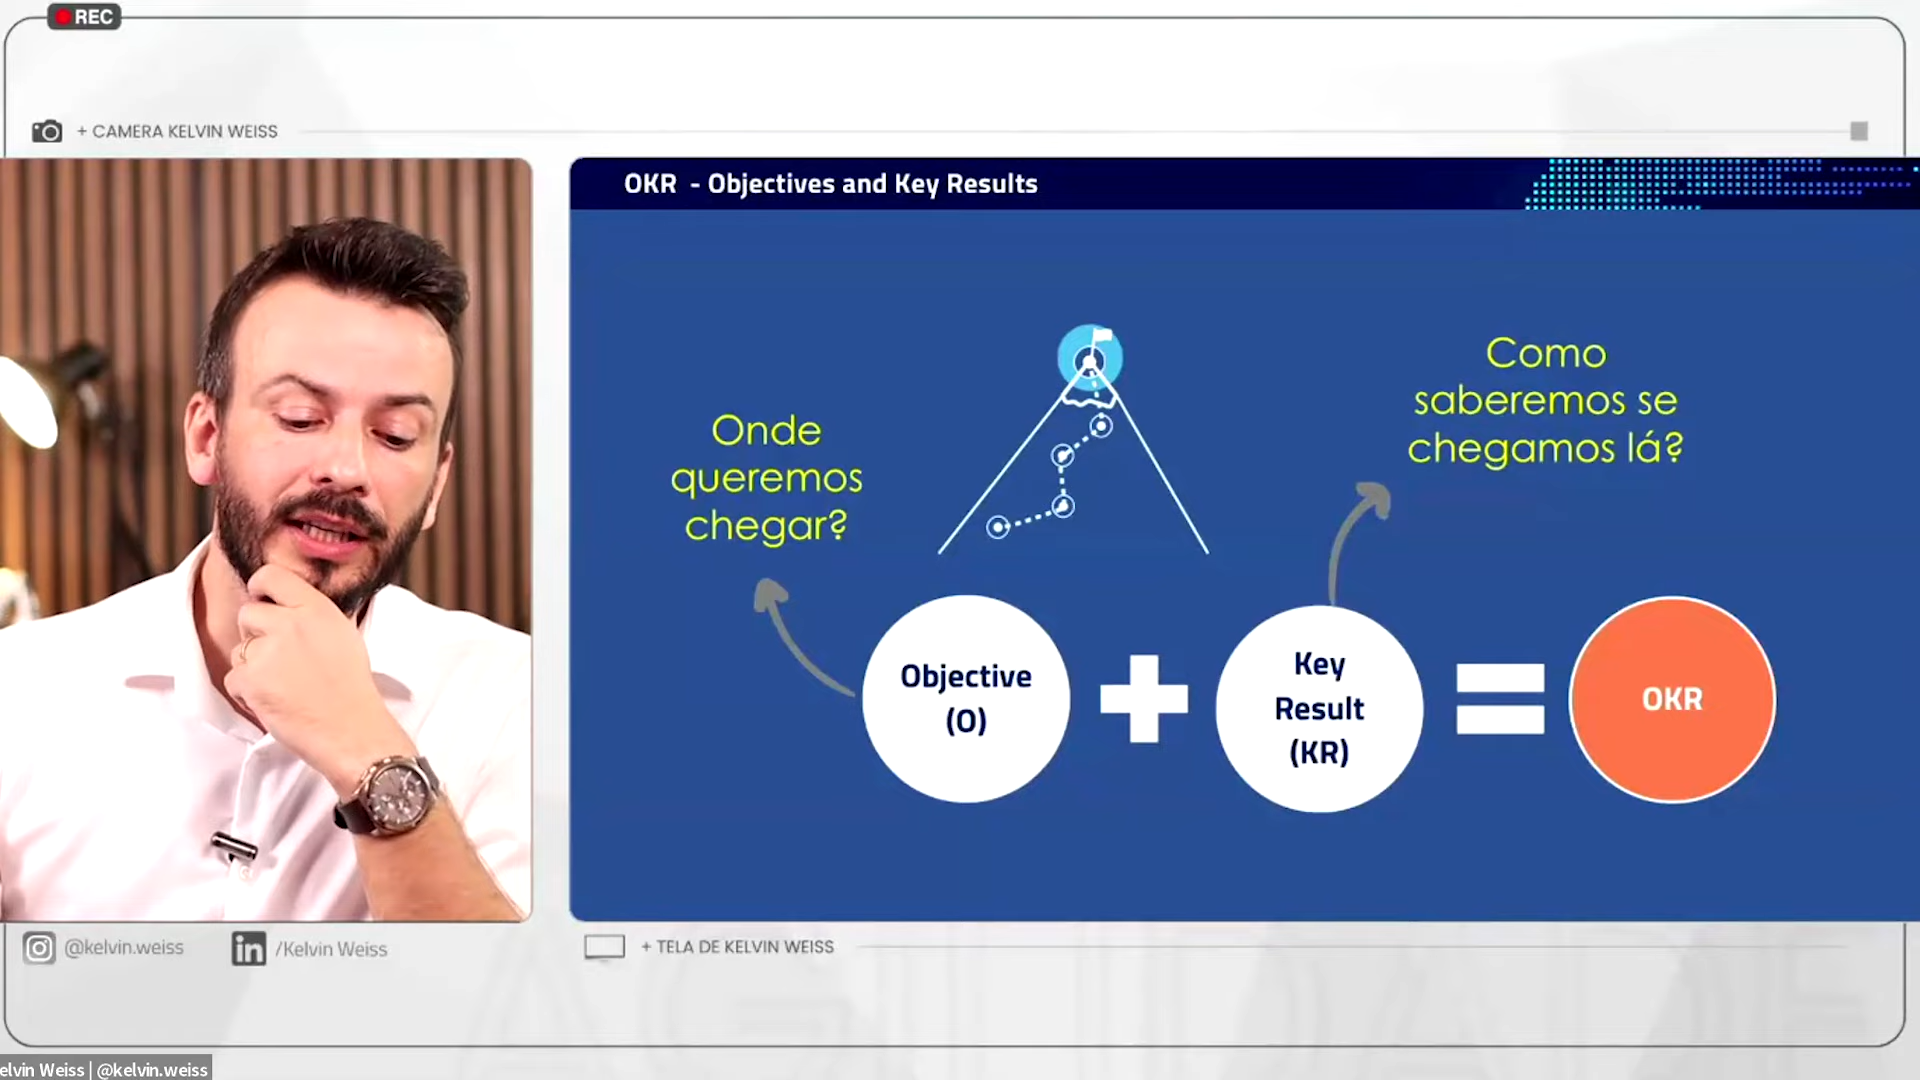 REC
+ CAMERA KELVIN WEISS
OKR - Objectives and Key Results
Onde
queremos
chegar?
Como
saberemos se
chegamos lá?
Objective
(O)
Key
Result
(KR)
OKR
@kelvin.weiss
/Kelvin Weiss
+ TELA DE KELVIN WEISS
elvin Weiss | @kelvin.weiss